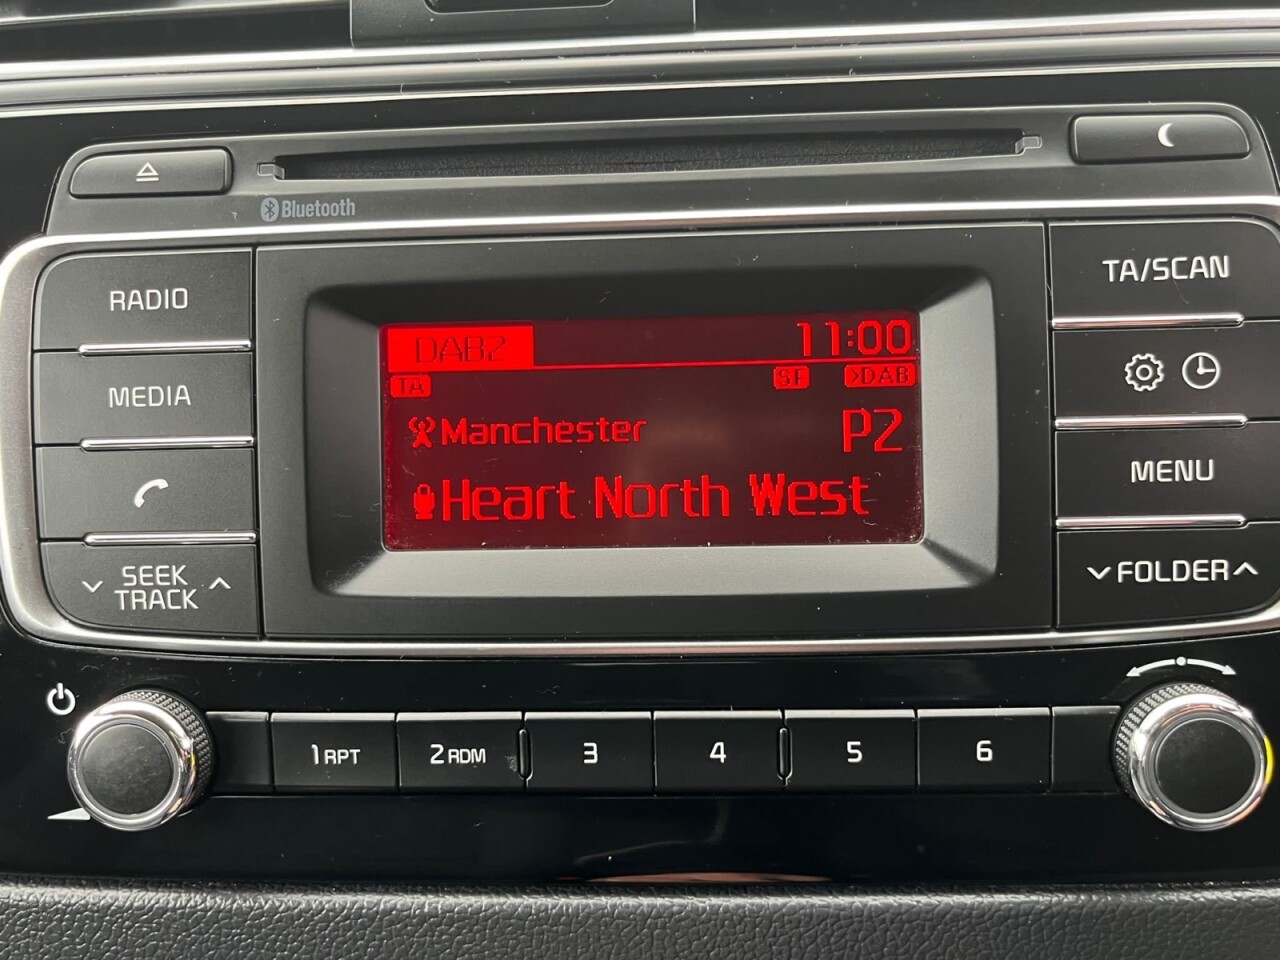 Bluetooth
RADIO
MEDIA
SEEK
TRACK
DAB2
11:00
TA
SF
>DAB
Manchester
P2
Heart North West
TA/SCAN
MENU
FOLDER
1 RPT
2 RDM
3
4
5
6